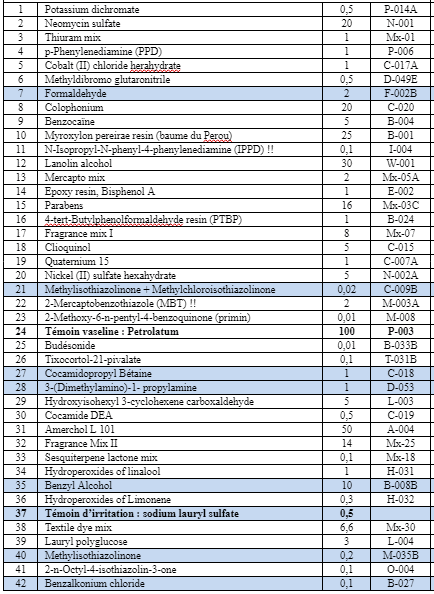 1 Potassium dichromate 0,5 P-014A
2 Neomycin sulfate 20 N-001
3 Thiuram mix 1 Mx-01
4 p-Phenylenediamine (PPD) 1 P-006
5 Cobalt (II) chloride herahydrate 1 C-017A
6 Methyldibromo glutaronitrile 0,5 D-049E
7 Formaldehyde 2 F-002B
8 Colophonium 20 C-020
9 Benzocaïne 5 B-004
10 Myroxylon pereirae resin (baume du Perou) 25 B-001
11 N-Isopropyl-N-phenyl-4-phenylenediamine (IPPD) !! 0,1 I-004
12 Lanolin alcohol 30 W-001
13 Mercapto mix 2 Mx-05A
14 Epoxy resin, Bisphenol A 1 E-002
15 Parabens 16 Mx-03C
16 4-tert-Butylphenolformaldehyde resin (PTBP) 1 B-024
17 Fragrance mix I 8 Mx-07
18 Clioquinol 5 C-015
19 Quaternium 15 1 C-007A
20 Nickel (II) sulfate hexahydrate 5 N-002A
21 Methylisothiazolinone + Methylchloroisothiazolinone 0,02 C-009B
22 2-Mercaptobenzothiazole (MBT) !! 2 M-003A
23 2-Methoxy-6-n-pentyl-4-benzoquinone (primin) 0,01 M-008
24 Témoin vaseline : Petrolatum 100 P-003
25 Budésonide 0,01 B-033B
26 Tixocortol-21-pivalate 0,1 T-031B
27 Cocamidopropyl Bétaine 1 C-018
28 3-(Dimethylamino)-1- propylamine 1 D-053
29 Hydroxyisohexyl 3-cyclohexene carboxaldehyde 5 L-003
30 Cocamide DEA 0,5 C-019
31 Amerchol L 101 50 A-004
32 Fragrance Mix II 14 Mx-25
33 Sesquiterpene lactone mix 0,1 Mx-18
34 Hydroperoxides of linalool 1 H-031
35 Benzyl Alcohol 10 B-008B
36 Hydroperoxides of Limonene 0,3 H-032
37 Témoin d'irritation : sodium lauryl sulfate 0,5
38 Textile dye mix 6,6 Mx-30
39 Lauryl polyglucose 3 L-004
40 Methylisothiazolinone 0,2 M-035B
41 2-n-Octyl-4-isothiazolin-3-one 0,1 O-004
42 Benzalkonium chloride 0,1 B-027